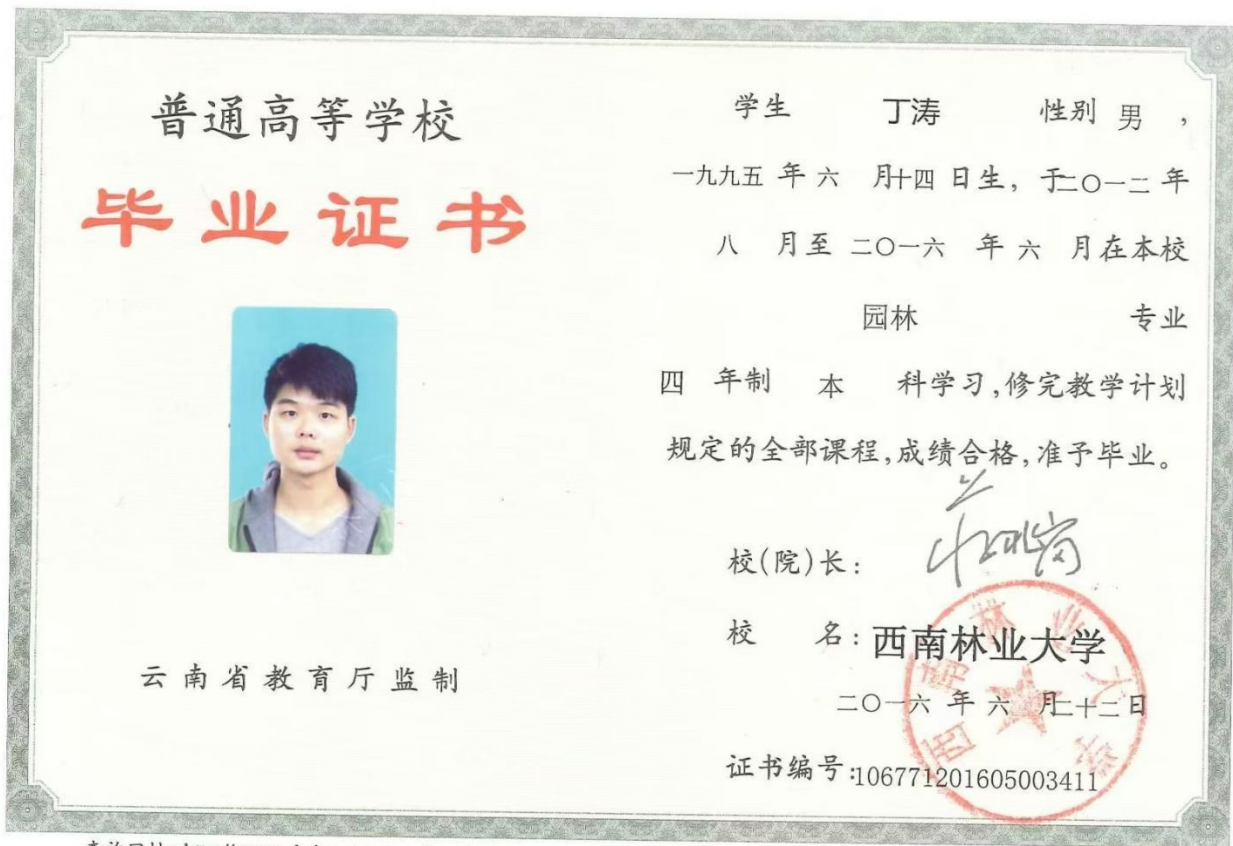 普通高等学校
毕业证书
云南省教育厅监制
学生 丁涛 性别 男 ,
一九九五 年 六 月十四 日生, 于二〇一二 年
八 月至 二〇一六 年 六 月在本校
园林 专业
四 年制 本 科学习,修完教学计划
规定的全部课程,成绩合格,准予毕业。
校(院)长:
校 名: 西南林业大学
二〇一六 年 六 月二十二日
证书编号:106771201605003411
西南林业大学